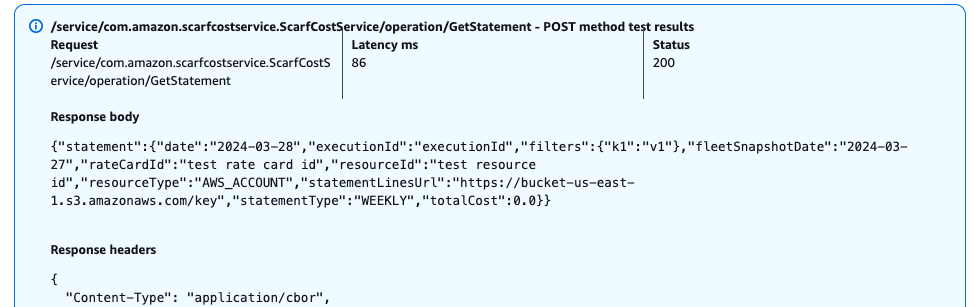 /service/com.amazon.scarfcostservice.ScarfCostService/operation/GetStatement - POST method test results
Request
Latency ms
Status
/service/com.amazon.scarfcostservice.ScarfCostS
86
200
ervice/operation/GetStatement
Response body
{"statement":{"date":"2024-03-28","executionId":"executionId","filters":{"k1":"v1"},"fleetSnapshotDate":"2024-03-
27","rateCardId":"test rate card id","resourceId":"test resource
id","resourceType":"AWS_ACCOUNT","statementLinesUrl":"https://bucket-us-east-
1.s3.amazonaws.com/key","statementType":"WEEKLY","totalCost":0.0}}
Response headers
{
"Content-Type": "application/cbor",